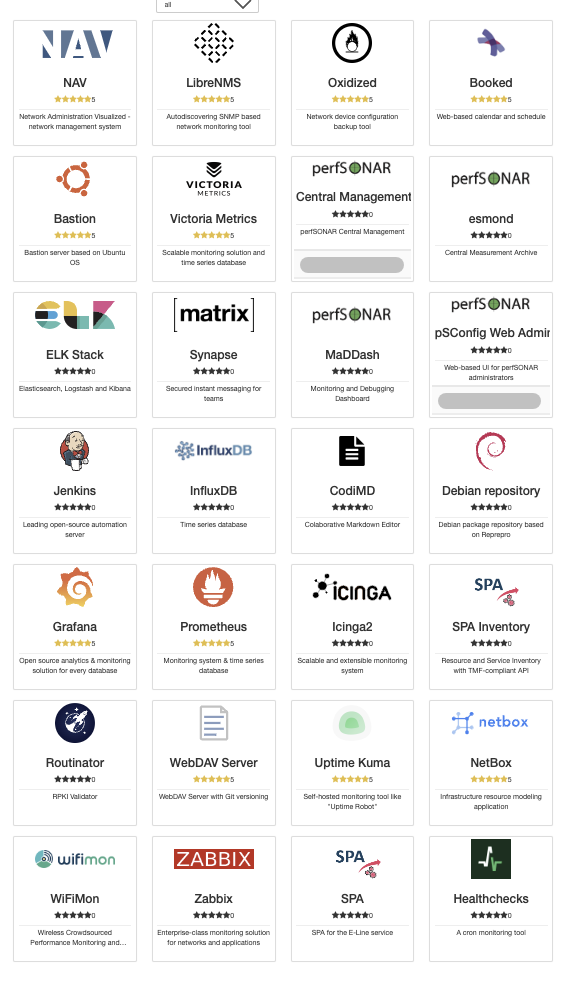 all
NAV
NAV
★★★★★5
Network Administration Visualized -
network management system
LibreNMS
★★★★★5
Autodiscovering SNMP based
network monitoring tool
Oxidized
★★★★★5
Network device configuration
backup tool
Booked
★★★★★5
Web-based calendar and schedule
Bastion
★★★★★5
Bastion server based on Ubuntu
OS
VICTORIA
METRICS
Victoria Metrics
★★★★★5
Scalable monitoring solution and
time series database
perfSONAR
Central Management
★★★★★0
perfSONAR Central Management
perfSONAR
esmond
★★★★★0
Central Measurement Archive
ELK
ELK Stack
★★★★★0
Elasticsearch, Logstash and Kibana
[matrix]
Synapse
★★★★★0
Secured instant messaging for
teams
perfSONAR
MaDDash
★★★★★0
Monitoring and Debugging
Dashboard
perfSONAR
pSConfig Web Admin
★★★★★0
Web-based UI for perfSONAR
administrators
Jenkins
★★★★★0
Leading open-source automation
server
InfluxDB
InfluxDB
★★★★★0
Time series database
CodiMD
★★★★★0
Colaborative Markdown Editor
Debian repository
★★★★★0
Debian package repository based
on Reprepro
Grafana
★★★★★5
Open source analytics & monitoring
solution for every database
Prometheus
★★★★★5
Monitoring system & time series
database
ICINGA
Icinga2
★★★★★0
Scalable and extensible monitoring
system
SPA
SPA Inventory
★★★★★0
Resource and Service Inventory
with TMF-compliant API
Routinator
★★★★★0
RPKI Validator
WebDAV Server
★★★★★5
WebDAV Server with Git versioning
Uptime Kuma
★★★★★5
Self-hosted monitoring tool like
"Uptime Robot"
netbox
NetBox
★★★★★5
Infrastructure resource modeling
application
wifimon
WiFiMon
★★★★★0
Wireless Crowdsourced
Performance Monitoring and...
ZABBIX
Zabbix
★★★★★0
Enterprise-class monitoring solution
for networks and applications
SPA
SPA
★★★★★0
SPA for the E-Line service
Healthchecks
★★★★★0
A cron monitoring tool